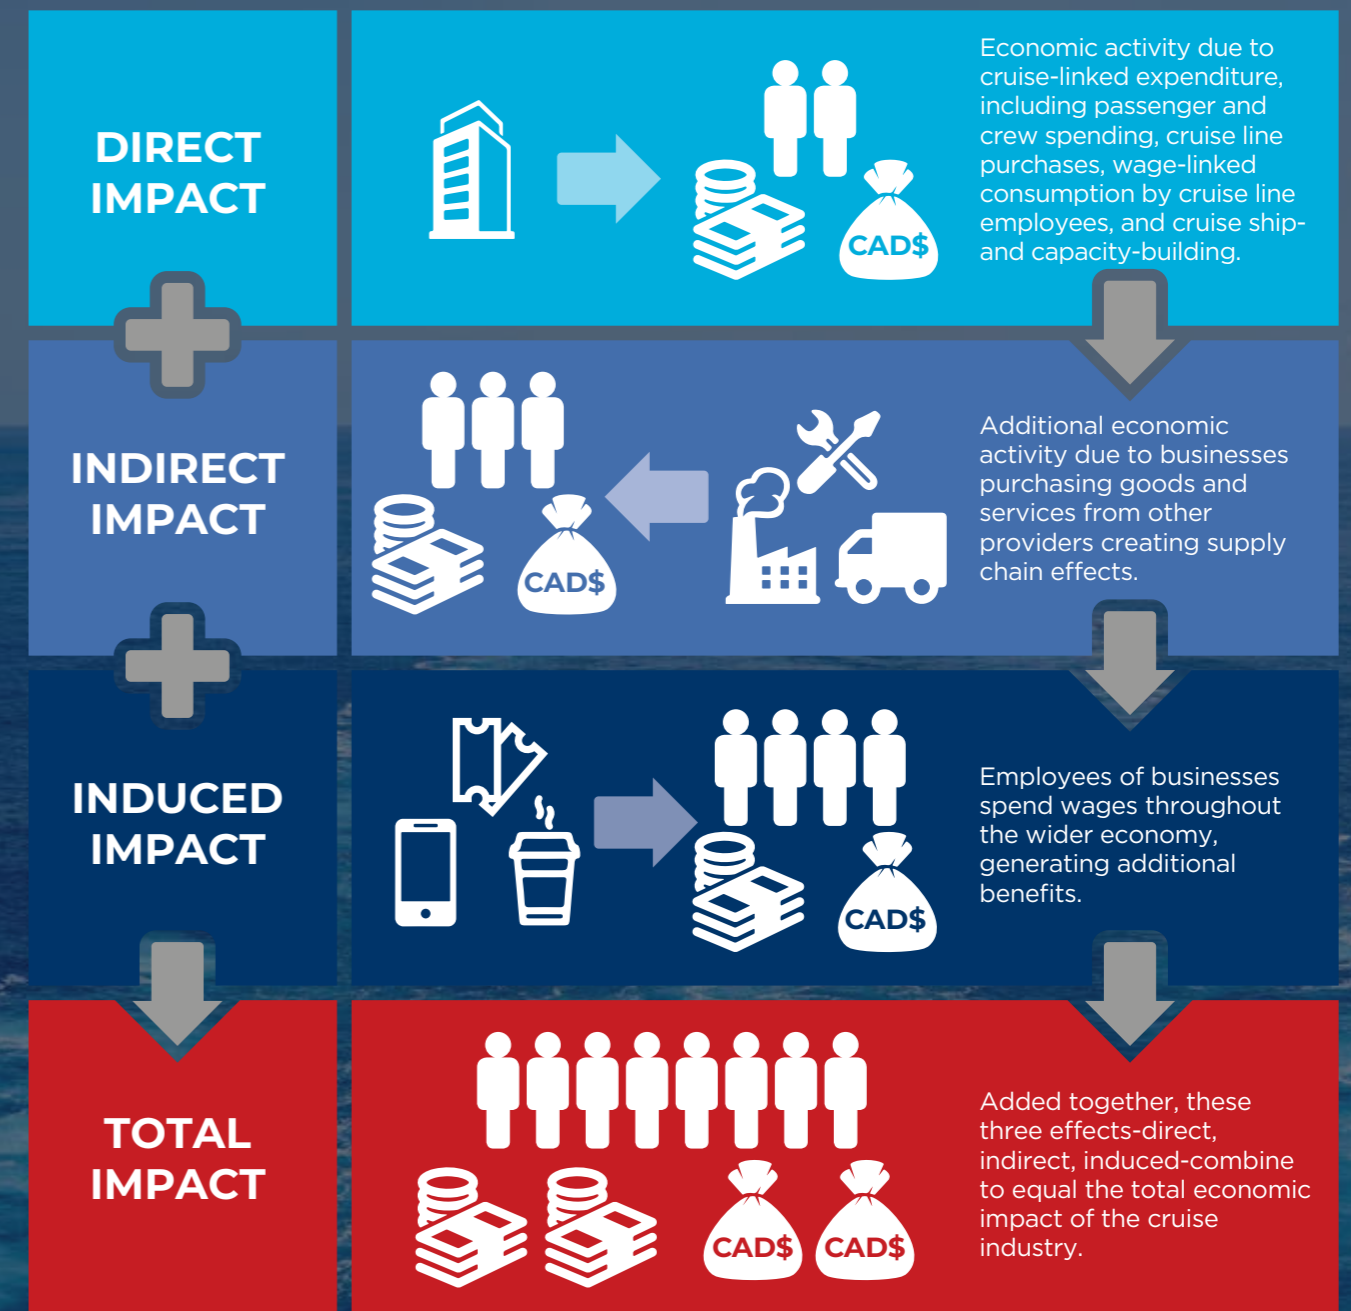 DIRECT
IMPACT
CAD$
Economic activity due to
cruise-linked expenditure,
including passenger and
crew spending, cruise line
purchases, wage-linked
consumption by cruise line
employees, and cruise ship-
and capacity-building.
INDIRECT
IMPACT
CAD$
Additional economic
activity due to businesses
purchasing goods and
services from other
providers creating supply
chain effects.
INDUCED
IMPACT
CAD$
Employees of businesses
spend wages throughout
the wider economy,
generating additional
benefits.
TOTAL
IMPACT
CAD$ CAD$
Added together, these
three effects-direct,
indirect, induced-combine
to equal the total economic
impact of the cruise
industry.